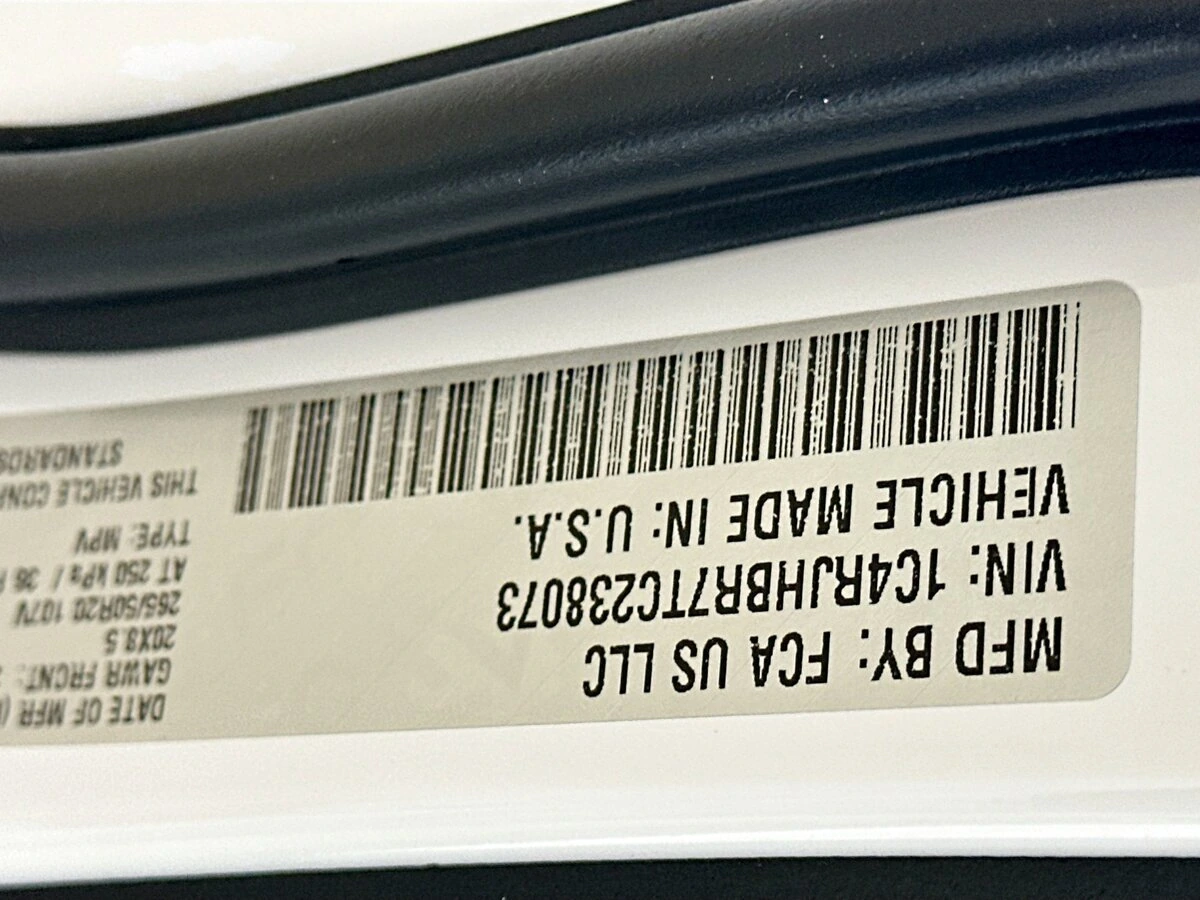 MFD BY: FCA US LLC
VIN: 1C4RJHBR7TC238073
VEHICLE MADE IN: U.S.A.
DATE OF MFR
GAWR FRONT:
20X8.5
265/50R20 107V
AT 250 kPa / 36
TYPE: MPV
THIS VEHICLE
STANDARDS